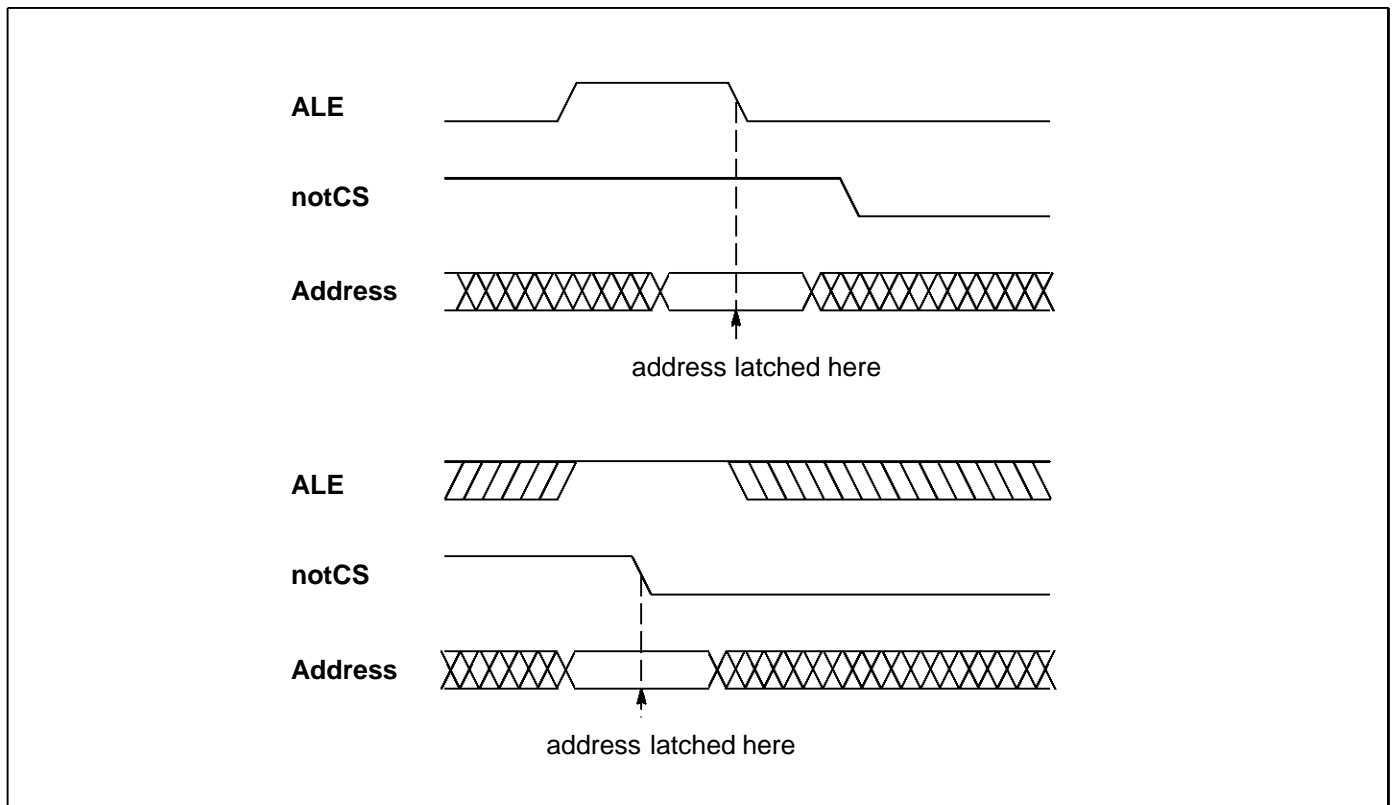 ALE
notCS
Address
address latched here
ALE
notCS
Address
address latched here